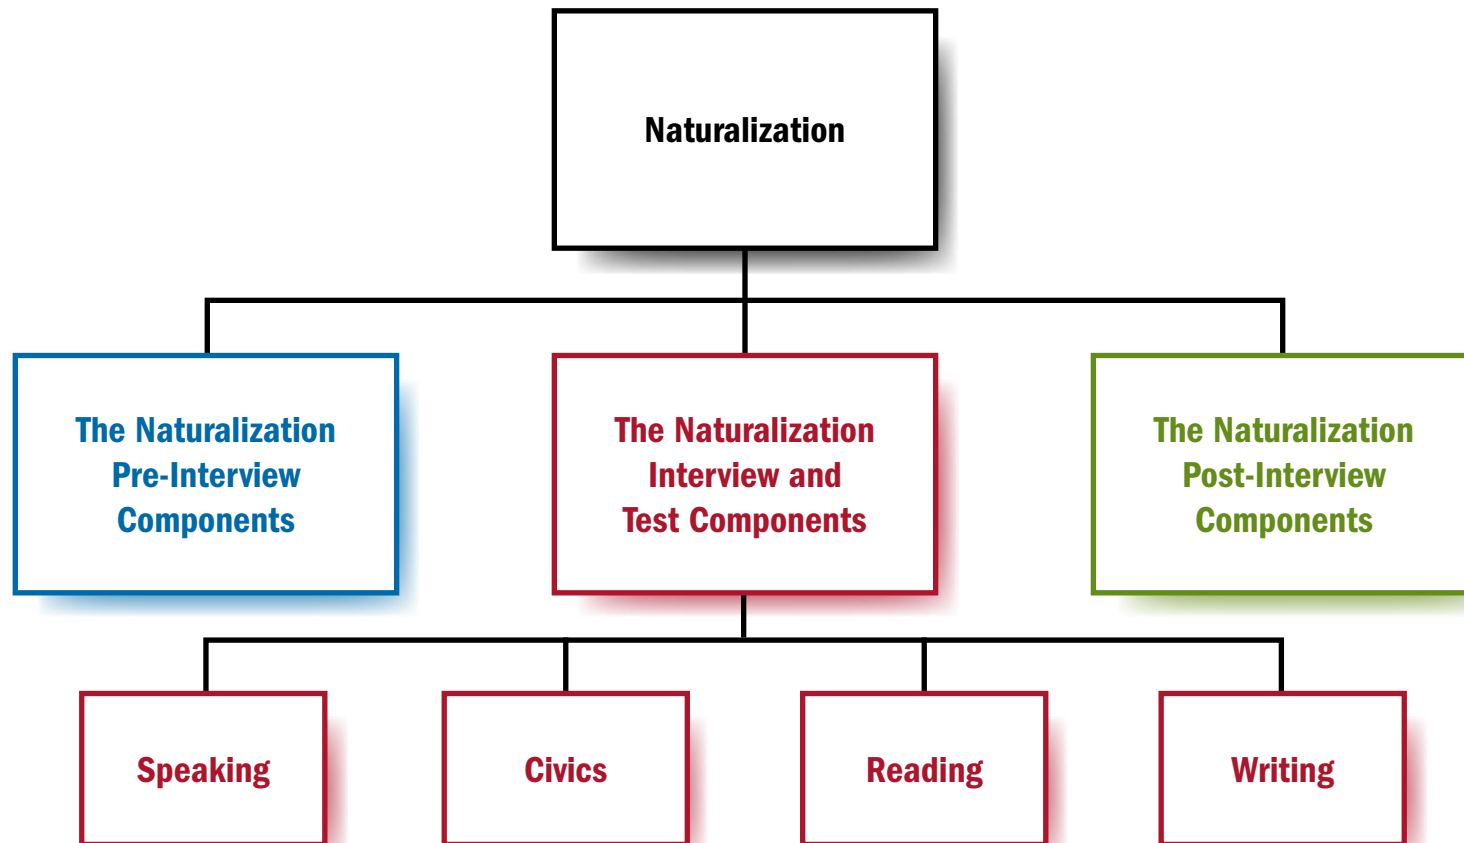 Naturalization
The Naturalization
Pre-Interview
Components
The Naturalization
Interview and
Test Components
The Naturalization
Post-Interview
Components
Speaking
Civics
Reading
Writing